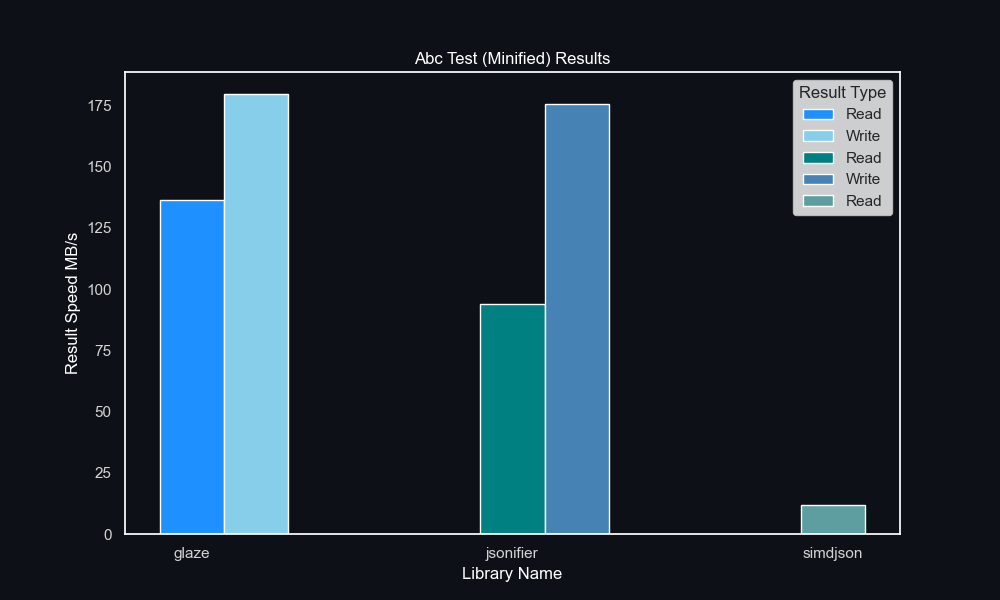 Abc Test (Minified) Results
Result Type
Read
Write
Read
Write
Read
Result Speed MB/s
175
150
125
100
75
50
25
0
glaze
jsonifier
simdjson
Library Name